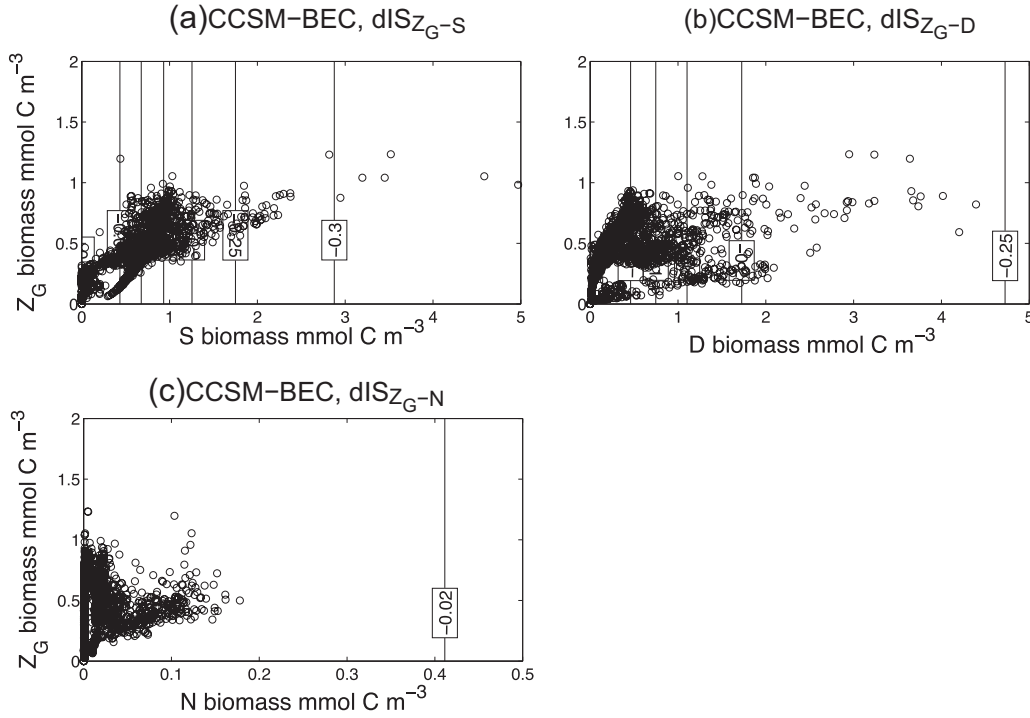 (a)CCSM−BEC, dIS_{Z_G−S}
Z_G biomass mmol C m^{−3}
2
1.5
1
0.5
0
−0.25
−0.3
0 1 2 3 4 5
S biomass mmol C m^{−3}
(b)CCSM−BEC, dIS_{Z_G−D}
Z_G biomass mmol C m^{−3}
2
1.5
1
0.5
0
−0.25
0 1 2 3 4 5
D biomass mmol C m^{−3}
(c)CCSM−BEC, dIS_{Z_G−N}
Z_G biomass mmol C m^{−3}
2
1.5
1
0.5
0
−0.02
0 0.1 0.2 0.3 0.4 0.5
N biomass mmol C m^{−3}